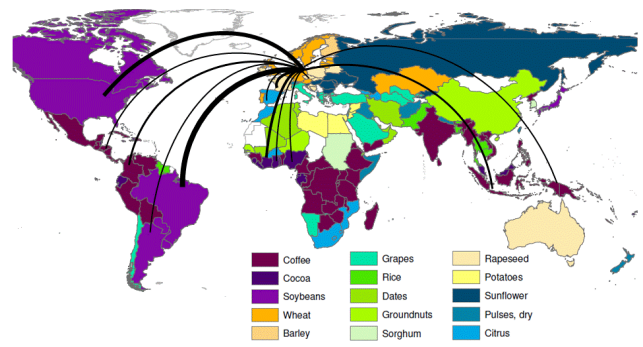 Coffee
Cocoa
Soybeans
Wheat
Barley
Grapes
Rice
Dates
Groundnuts
Sorghum
Rapeseed
Potatoes
Sunflower
Pulses, dry
Citrus